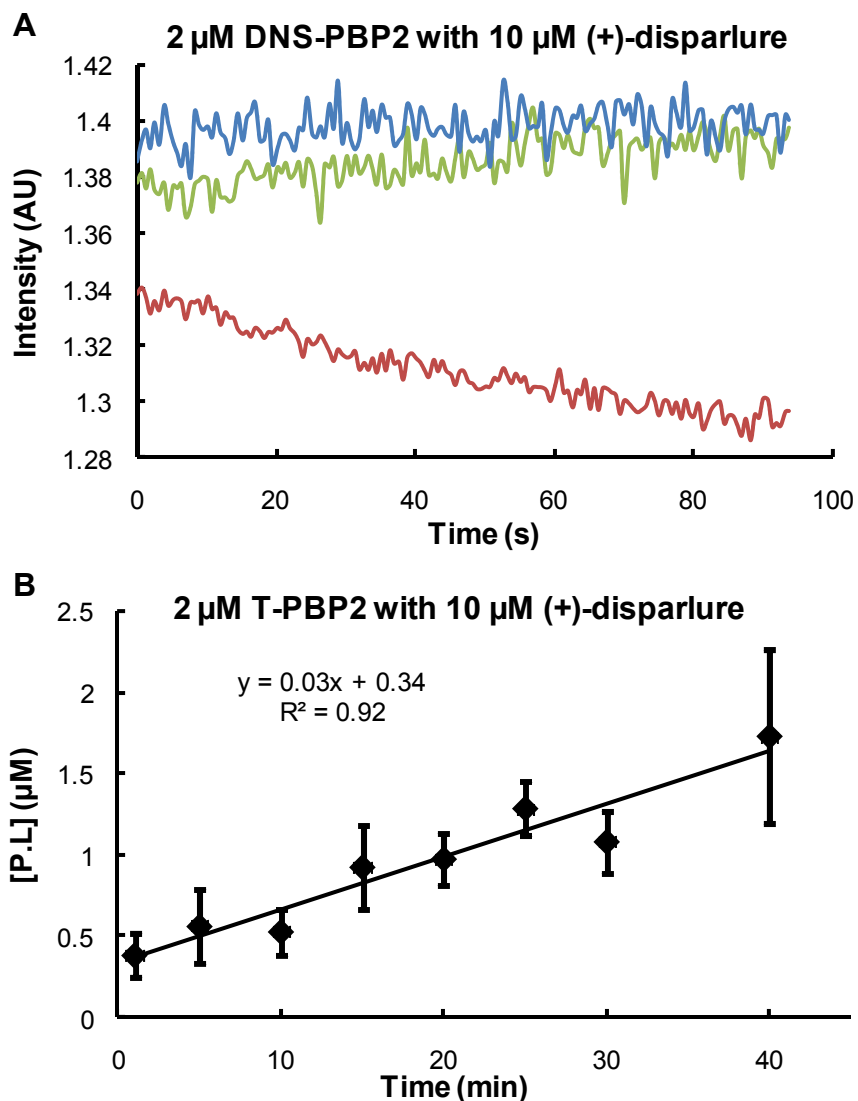 A
2 µM DNS-PBP2 with 10 µM (+)-disparlure
1.42
1.4
1.38
1.36
1.34
1.32
1.3
1.28
Intensity (AU)
0
20
40
60
80
100
Time (s)
B
2 µM T-PBP2 with 10 µM (+)-disparlure
y = 0.03x + 0.34
R² = 0.92
2.5
2
1.5
1
0.5
0
[P.L] (µM)
0
10
20
30
40
Time (min)